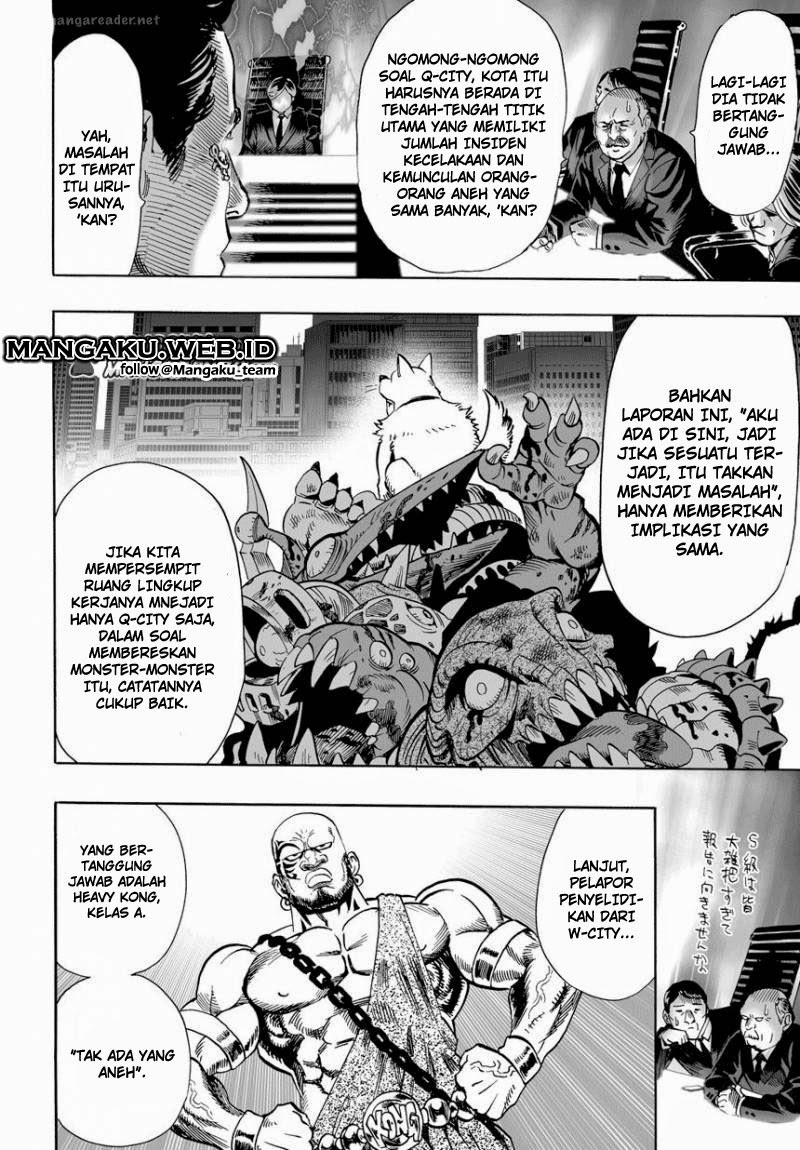 mangareader.net
LAGI-LAGI
DIA TIDAK
BERTANG-
GUNG
JAWAB...
NGOMONG-NGOMONG
SOAL Q-CITY, KOTA ITU
HARUSNYA BERADA DI
TENGAH-TENGAH TITIK
UTAMA YANG MEMILIKI
JUMLAH INSIDEN
KECELAKAAN DAN
KEMUNCULAN ORANG-
ORANG ANEH YANG
SAMA BANYAK, 'KAN?
YAH,
MASALAH
DI TEMPAT
ITU URU-
SANNYA,
'KAN?
MANGAKU.WEB.ID
follow @Mangaku_team
BAHKAN
LAPORAN INI, "AKU
ADA DI SINI, JADI
JIKA SESUATU TER-
JADI, ITU TAKKAN
MENJADI MASALAH",
HANYA MEMBERIKAN
IMPLIKASI YANG
SAMA.
JIKA KITA
MEMPERSEMPIT
RUANG LINGKUP
KERJANYA MNEJADI
HANYA Q-CITY SAJA,
DALAM SOAL
MEMBERESKAN
MONSTER-MONSTER
ITU, CATATANNYA
CUKUP BAIK.
S級は皆
大雑把すぎて
報告に向きませんな
LANJUT,
PELAPOR
PENYELIDI-
KAN DARI
W-CITY...
YANG BER-
TANGGUNG
JAWAB ADALAH
HEAVY KONG,
KELAS A.
"TAK ADA YANG
ANEH".